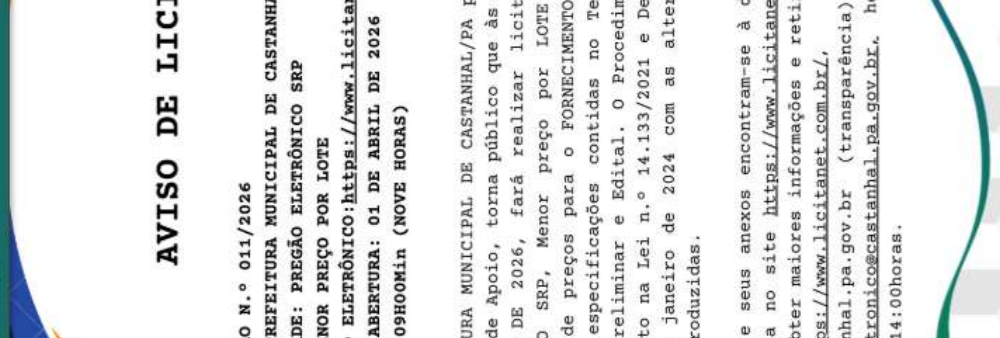 AVISO DE LICI
O N.º 011/2026
REFEITURA MUNICIPAL DE CASTANHA
DE: PREGÃO ELETRÔNICO SRP
NOR PREÇO POR LOTE
ELETRÔNICO:https://www.licitar
ABERTURA: 01 DE ABRIL DE 2026
09H00Min (NOVE HORAS)
URA MUNICIPAL DE CASTANHAL/PA p
de Apoio, torna público que às
DE 2026, fará realizar licit
O SRP, Menor preço por LOTE
de preços para o FORNECIMENTO
especificações contidas no Te
reliminar e Edital. O Procedim
to na Lei n.º 14.133/2021 e De
janeiro de 2024 com as alter
roduzidas.
e seus anexos encontram-se à d
a no site https://www.licitane
bter maiores informações e reti
ps://www.licitanet.com.br/,
nhal.pa.gov.br (transparência)
tronico@castanhal.pa.gov.br, ho
14:00horas.